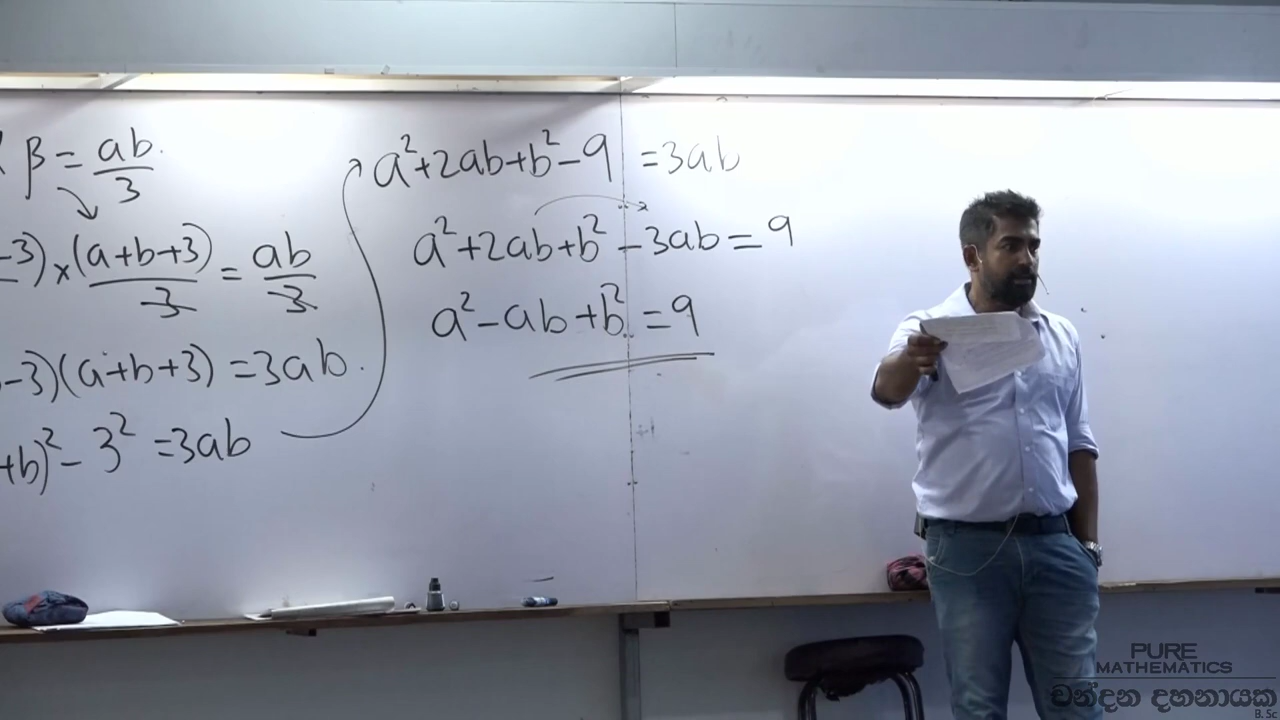 β = ab/3
-3) × (a+b+3)/3 = ab/3
-3)(a+b+3) = 3ab.
+b)² - 3² = 3ab
a²+2ab+b²-9 = 3ab
a²+2ab+b²-3ab = 9
a²-ab+b² = 9
PURE
MATHEMATICS
චන්දන දහනායක
B.Sc